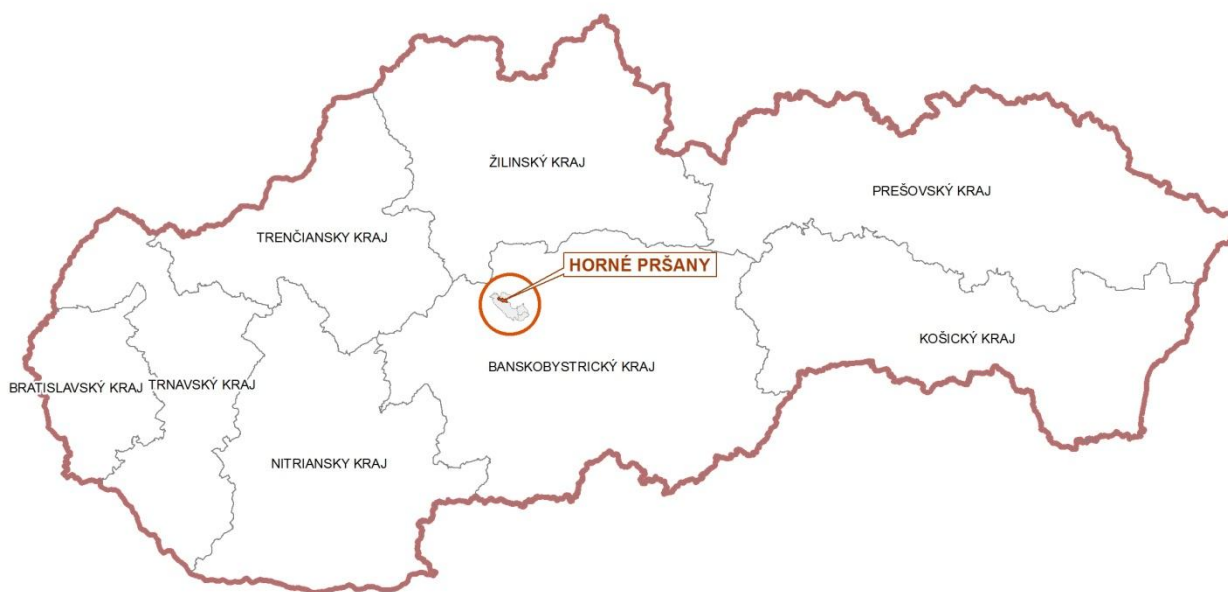 ŽILINSKÝ KRAJ
PREŠOVSKÝ KRAJ
TRENČIANSKY KRAJ
HORNÉ PRŠANY
KOŠICKÝ KRAJ
BANSKOBYSTRICKÝ KRAJ
BRATISLAVSKÝ KRAJ
TRNAVSKÝ KRAJ
NITRIANSKY KRAJ